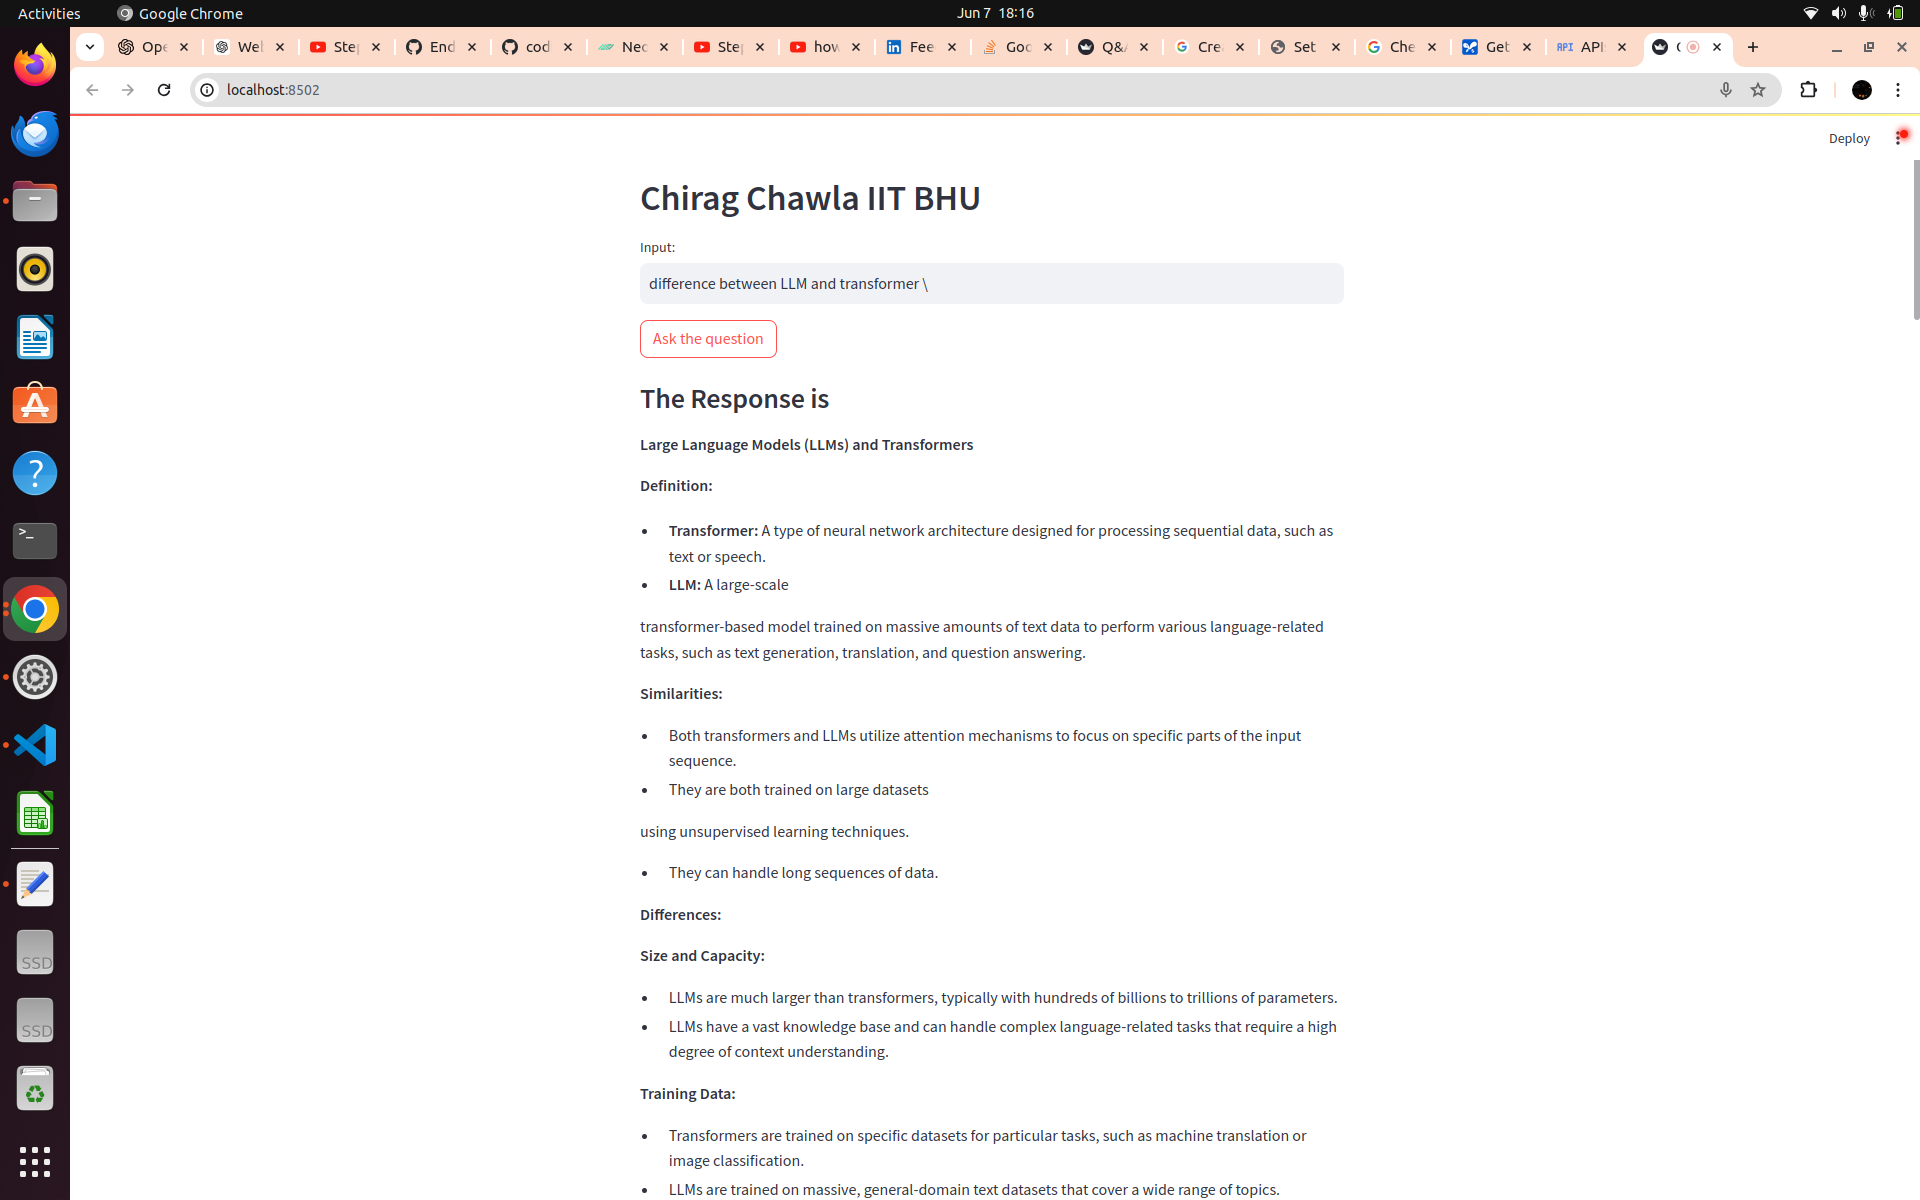 Activities Google Chrome Jun 7 18:16
Ope Wel Step End cod Nec Step how Fee Goo Q&A Cre Set Che Get API API
localhost:8502
Deploy
Chirag Chawla IIT BHU
Input:
difference between LLM and transformer \
Ask the question
The Response is
Large Language Models (LLMs) and Transformers
Definition:
• Transformer: A type of neural network architecture designed for processing sequential data, such as
text or speech.
• LLM: A large-scale
transformer-based model trained on massive amounts of text data to perform various language-related
tasks, such as text generation, translation, and question answering.
Similarities:
• Both transformers and LLMs utilize attention mechanisms to focus on specific parts of the input
sequence.
• They are both trained on large datasets
using unsupervised learning techniques.
• They can handle long sequences of data.
Differences:
Size and Capacity:
• LLMs are much larger than transformers, typically with hundreds of billions to trillions of parameters.
• LLMs have a vast knowledge base and can handle complex language-related tasks that require a high
degree of context understanding.
Training Data:
• Transformers are trained on specific datasets for particular tasks, such as machine translation or
image classification.
• LLMs are trained on massive, general-domain text datasets that cover a wide range of topics.
SSD
SSD